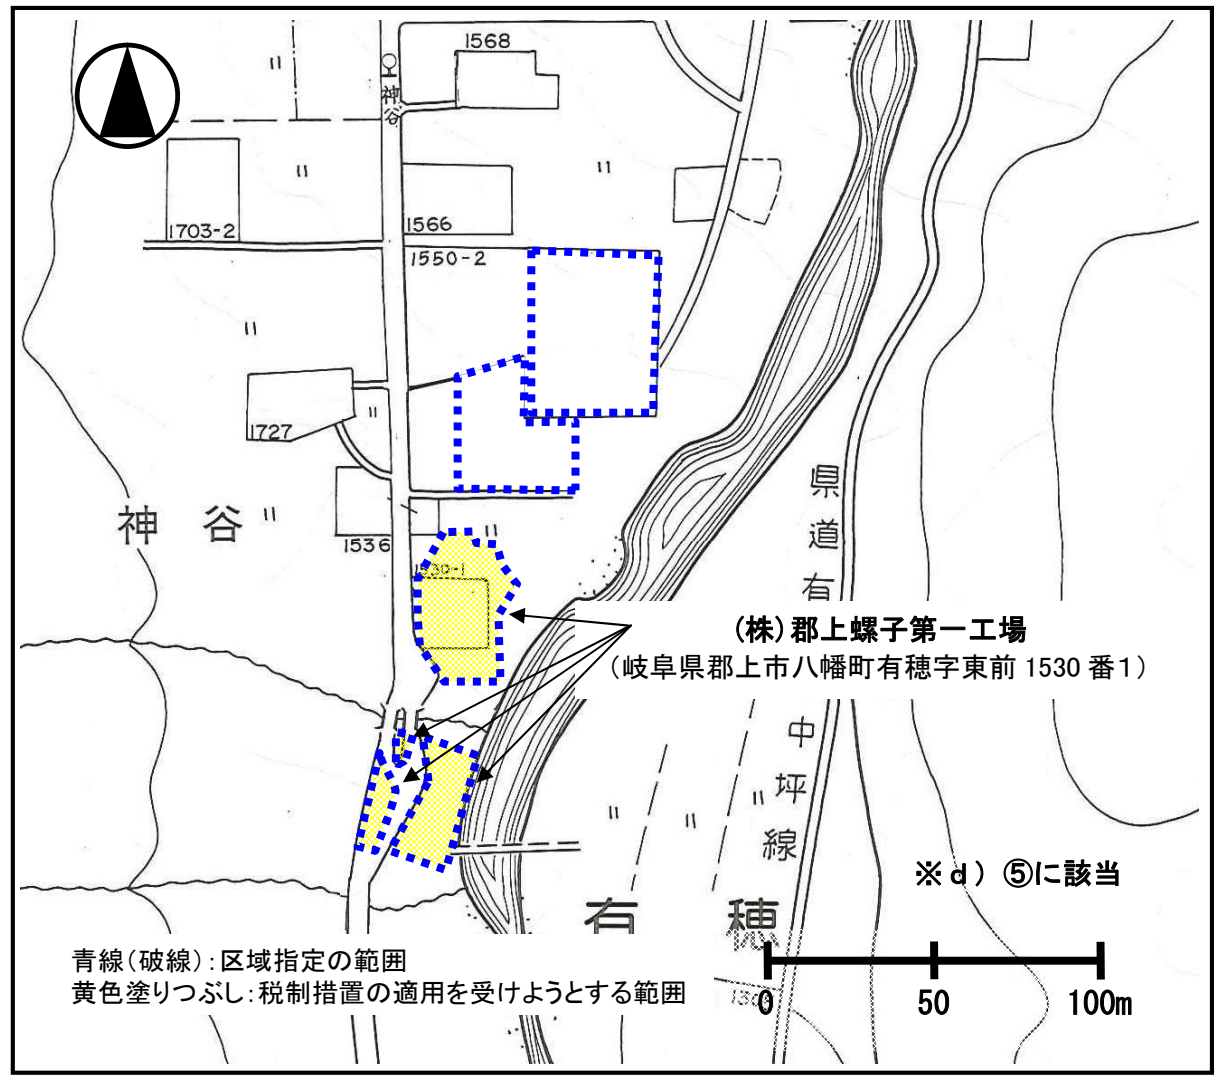 1568
神谷
1703-2
1566
1550-2
1727
神谷
1536
1530-1
県道有
(株)郡上螺子第一工場
(岐阜県郡上市八幡町有穂字東前 1530 番1)
中坪線
※d) ⑤に該当
有穂
青線(破線):区域指定の範囲
黄色塗りつぶし:税制措置の適用を受けようとする範囲
0 50 100m